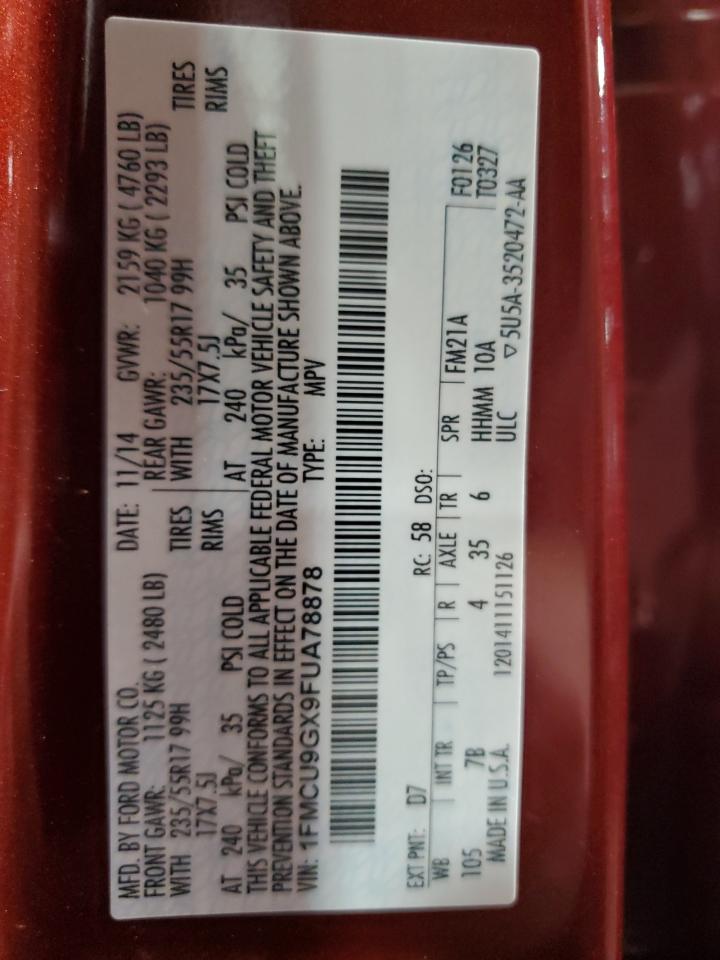 MFD. BY FORD MOTOR CO. DATE: 11/14 GVWR: 2159 KG ( 4760 LB)
FRONT GAWR: 1125 KG ( 2480 LB) REAR GAWR: 1040 KG ( 2293 LB)
WITH 235/55R17 99H TIRES WITH 235/55R17 99H TIRES
17X7.5J RIMS 17X7.5J RIMS
AT 240 kPa/ 35 PSI COLD AT 240 kPa/ 35 PSI COLD
THIS VEHICLE CONFORMS TO ALL APPLICABLE FEDERAL MOTOR VEHICLE SAFETY AND THEFT
PREVENTION STANDARDS IN EFFECT ON THE DATE OF MANUFACTURE SHOWN ABOVE.
VIN: 1FMCU9GX9FUA78878 TYPE: MPV
EXT PNT: D7 RC: 58 DSO:
WB INT TR TP/PS R AXLE TR SPR FM21A F0126
105 7B 4 35 6 HHMM 10A T0327
MADE IN U.S.A. 1201411151126 ULC
▽5U5A-3520472-AA